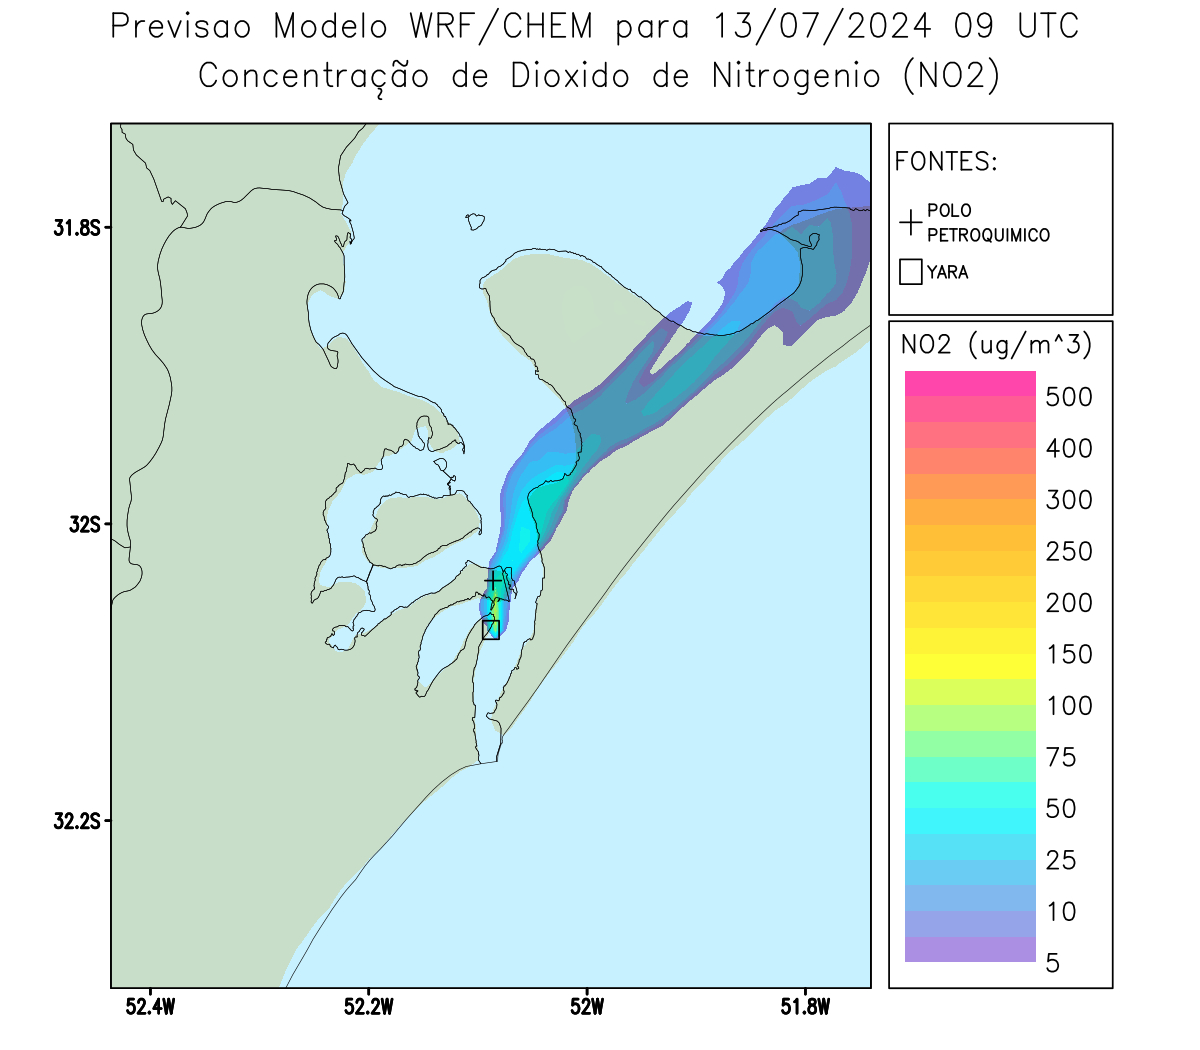 Previsao Modelo WRF/CHEM para 13/07/2024 09 UTC
Concentração de Dioxido de Nitrogenio (NO2)
FONTES:
POLO
PETROQUIMICO
YARA
NO2 (ug/m^3)
500
400
300
250
200
150
100
75
50
25
10
5
31.8S
32S
32.2S
52.4W
52.2W
52W
51.8W